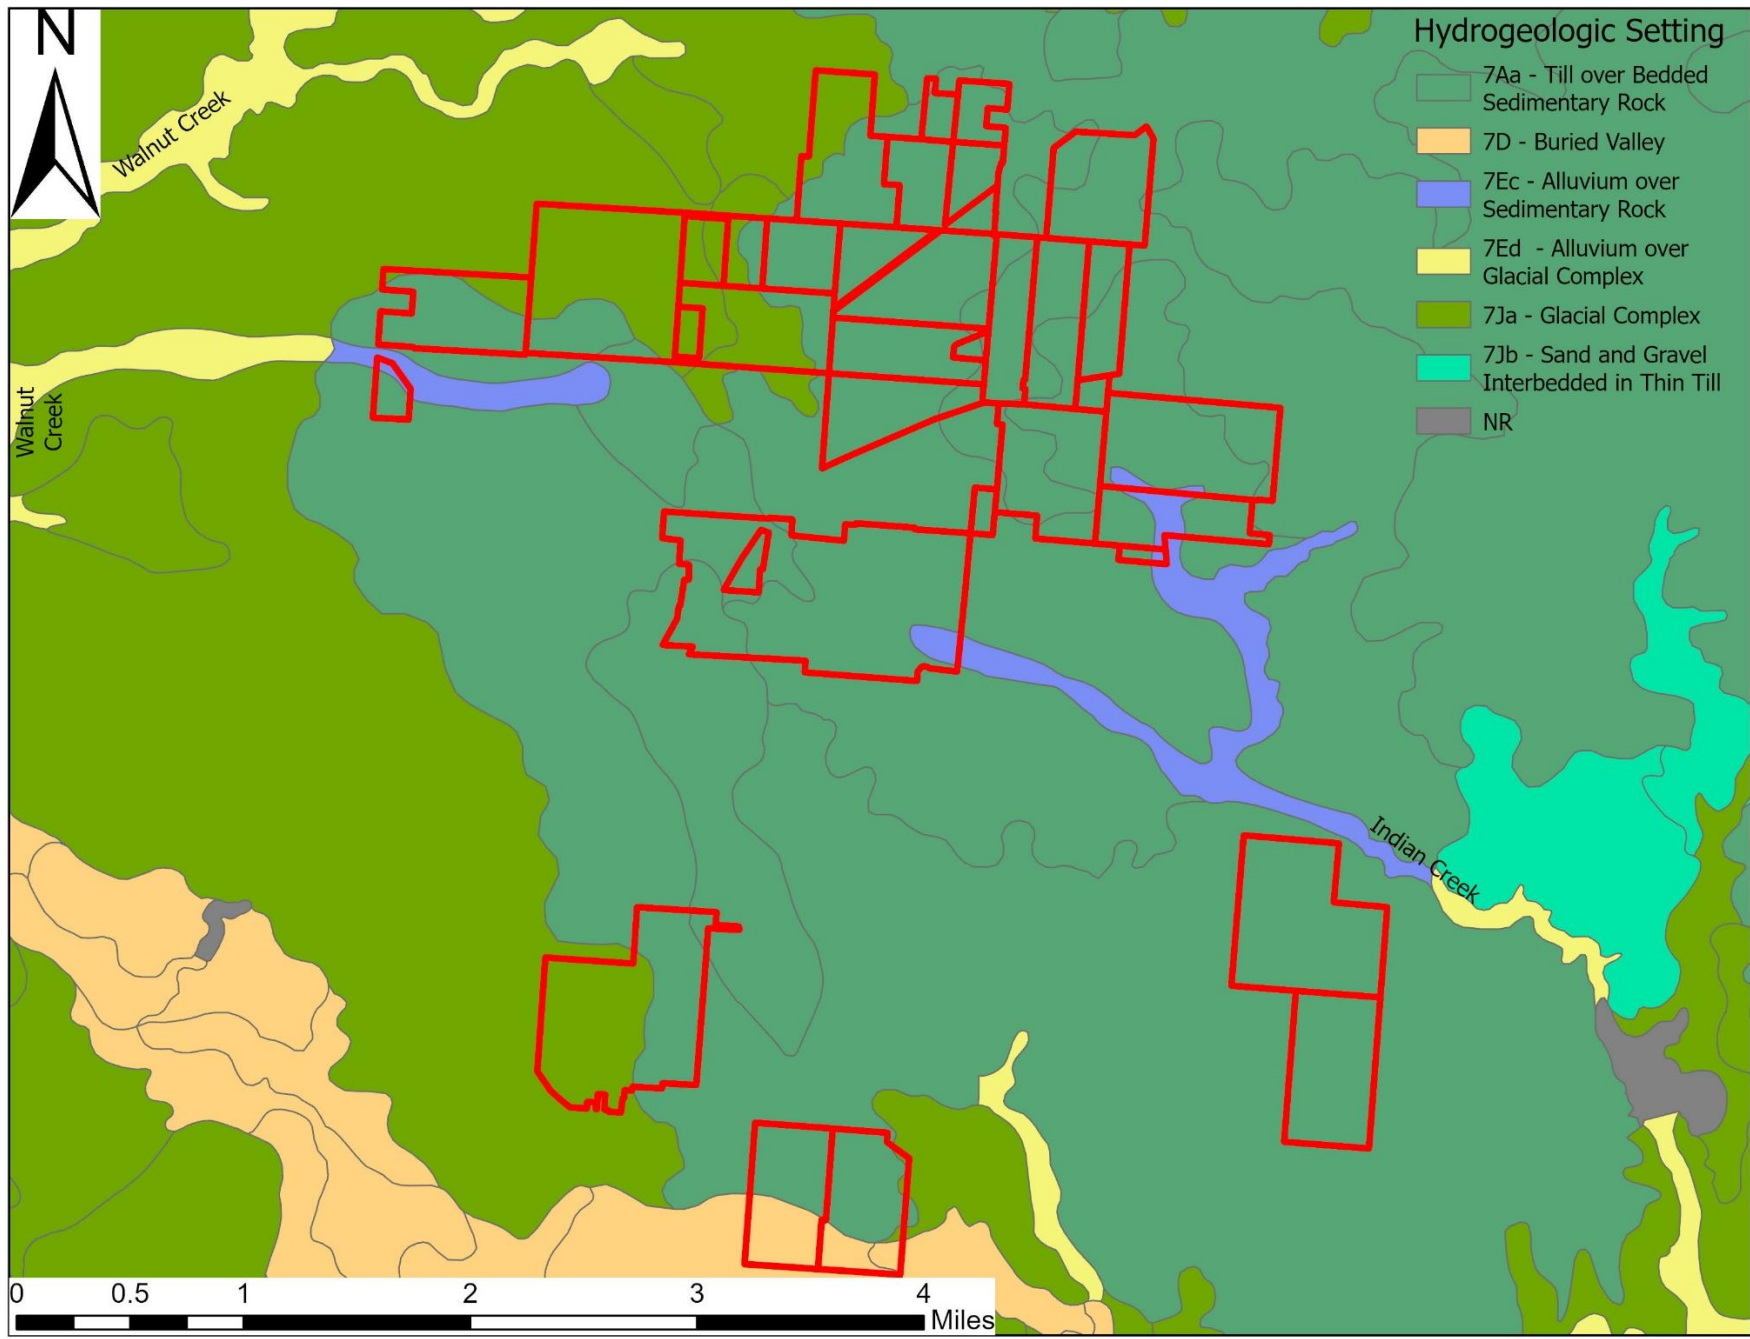 N
Hydrogeologic Setting
7Aa - Till over Bedded
Sedimentary Rock
7D - Buried Valley
7Ec - Alluvium over
Sedimentary Rock
7Ed - Alluvium over
Glacial Complex
7Ja - Glacial Complex
7Jb - Sand and Gravel
Interbedded in Thin Till
NR
Walnut Creek
Walnut
Creek
Indian Creek
0 0.5 1 2 3 4
Miles